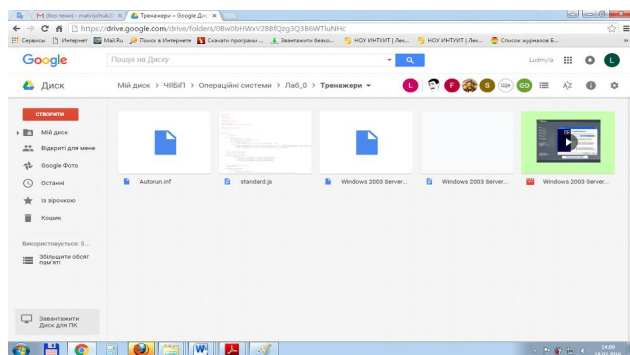 M (без теми) - matviychuk2
Тренажери – Google Дис
https://drive.google.com/drive/folders/
Сервисы Интернет Mail.Ru Поиск в Интернете Скачати програми ... Звантажити безко... НОУ ИНТУИТ | Лек... НОУ ИНТУИТ | Лек... Список журналов Б...
Google Пошук на Диску Ludmyla L
Диск Мій диск > ЧІІБіП > Операційні системи > Лаб_0 > Тренажери L F S Ще
СТВОРИТИ
Мій диск
Відкриті для мене
Google Фото
Останні
Із зірочкою
Кошик
Autorun.inf standard.js Windows 2003 Server... Windows 2003 Server... Windows 2003 Server...
Використовується: 5 ...
Збільшити обсяг
пам'яті
Завантажити
Диск для ПК
14:09